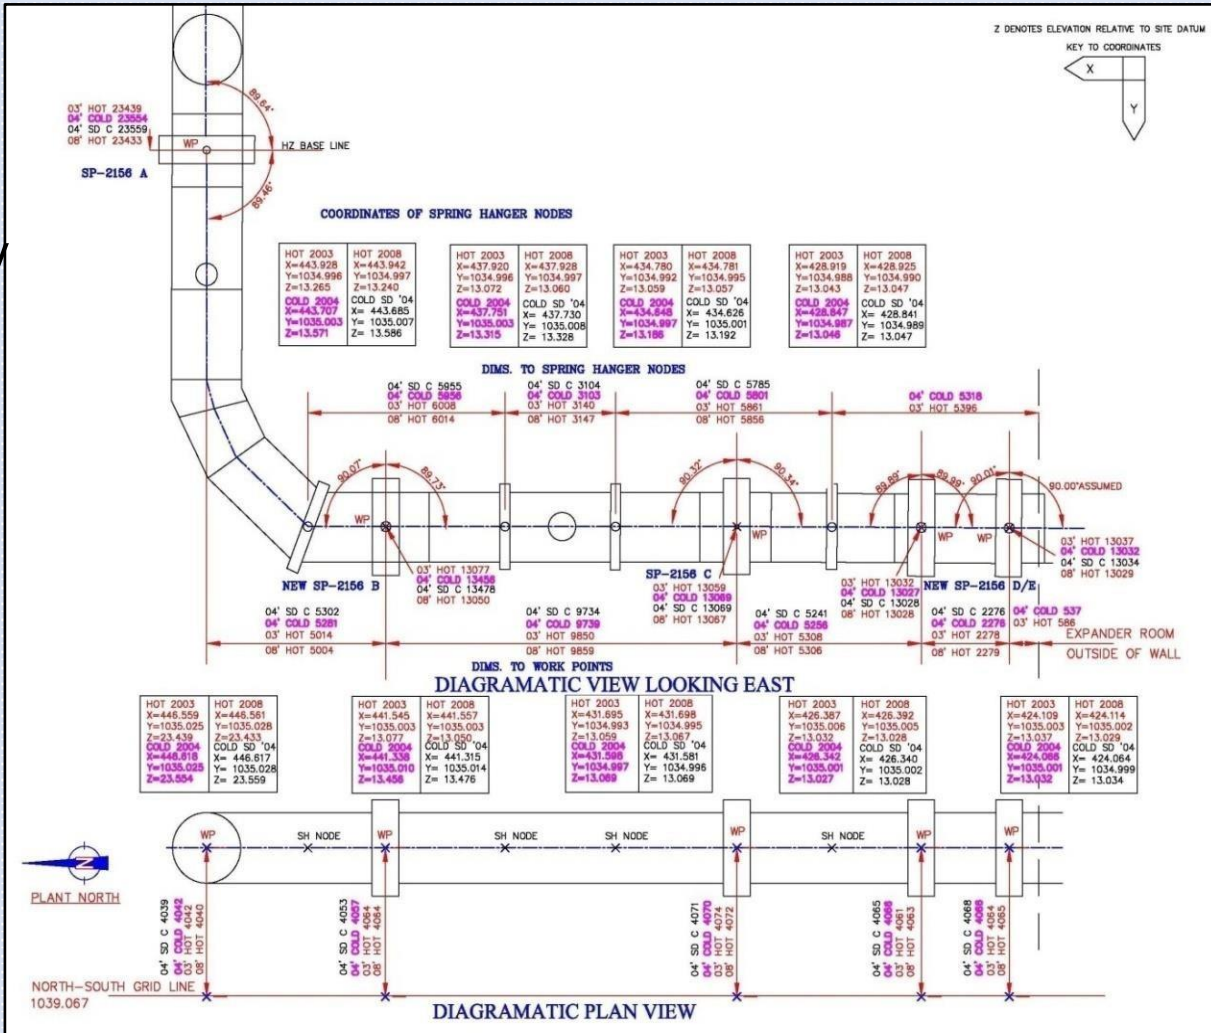 Z DENOTES ELEVATION RELATIVE TO SITE DATUM
KEY TO COORDINATES
X
Y
89.64°
03' HOT 23439
04' COLD 23554
04' SD C 23559
08' HOT 23433
WP
HZ BASE LINE
SP-2156 A
89.46°
COORDINATES OF SPRING HANGER NODES
HOT 2003
X=443.928
Y=1034.996
Z=13.265
COLD 2004
X=443.707
Y=1035.003
Z=13.571
HOT 2008
X=443.942
Y=1034.997
Z=13.240
COLD SD '04
X= 443.685
Y= 1035.007
Z= 13.586
HOT 2003
X=437.920
Y=1034.996
Z=13.072
COLD 2004
X=437.751
Y=1035.003
Z=13.315
HOT 2008
X=437.928
Y=1034.997
Z=13.060
COLD SD '04
X= 437.730
Y= 1035.008
Z= 13.328
HOT 2003
X=434.780
Y=1034.992
Z=13.059
COLD 2004
X=434.648
Y=1034.997
Z=13.186
HOT 2008
X=434.781
Y=1034.995
Z=13.057
COLD SD '04
X= 434.626
Y= 1035.001
Z= 13.192
HOT 2003
X=428.919
Y=1034.988
Z=13.043
COLD 2004
X=428.847
Y=1034.987
Z=13.046
HOT 2008
X=428.925
Y=1034.990
Z=13.047
COLD SD '04
X= 428.841
Y= 1034.989
Z= 13.047
DIMS. TO SPRING HANGER NODES
04' SD C 5955
04' COLD 5956
03' HOT 6008
08' HOT 6014
04' SD C 3104
04' COLD 3103
03' HOT 3140
08' HOT 3147
04' SD C 5785
04' COLD 5801
03' HOT 5861
08' HOT 5856
04' COLD 5318
03' HOT 5396
90.07°
89.73°
90.32°
90.34°
89.89°
89.99°
90.01°
90.00°ASSUMED
WP
WP
WP
WP
NEW SP-2156 B
03' HOT 13077
04' COLD 13456
04' SD C 13478
08' HOT 13050
SP-2156 C
03' HOT 13059
04' COLD 13069
04' SD C 13069
08' HOT 13067
03' HOT 13032
04' COLD 13027
04' SD C 13028
08' HOT 13028
NEW SP-2156 D/E
03' HOT 13037
04' COLD 13032
04' SD C 13034
08' HOT 13029
04' SD C 5302
04' COLD 5281
03' HOT 5014
08' HOT 5004
04' SD C 9734
04' COLD 9739
03' HOT 9850
08' HOT 9859
04' SD C 5241
04' COLD 5256
03' HOT 5308
08' HOT 5306
04' SD C 2276
04' COLD 2276
03' HOT 2278
08' HOT 2279
04' COLD 537
03' HOT 586
EXPANDER ROOM
OUTSIDE OF WALL
DIMS. TO WORK POINTS
DIAGRAMATIC VIEW LOOKING EAST
HOT 2003
X=446.559
Y=1035.025
Z=23.439
COLD 2004
X=446.618
Y=1035.025
Z=23.554
HOT 2008
X=446.561
Y=1035.028
Z=23.433
COLD SD '04
X= 446.617
Y= 1035.028
Z= 23.559
HOT 2003
X=441.545
Y=1035.003
Z=13.077
COLD 2004
X=441.338
Y=1035.010
Z=13.456
HOT 2008
X=441.557
Y=1035.003
Z=13.050
COLD SD '04
X= 441.315
Y= 1035.014
Z= 13.476
HOT 2003
X=431.695
Y=1034.993
Z=13.059
COLD 2004
X=431.598
Y=1034.997
Z=13.069
HOT 2008
X=431.698
Y=1034.995
Z=13.067
COLD SD '04
X= 431.581
Y= 1034.996
Z= 13.069
HOT 2003
X=426.387
Y=1035.006
Z=13.032
COLD 2004
X=426.342
Y=1035.001
Z=13.027
HOT 2008
X=426.392
Y=1035.005
Z=13.028
COLD SD '04
X= 426.340
Y= 1035.002
Z= 13.028
HOT 2003
X=424.109
Y=1035.003
Z=13.037
COLD 2004
X=424.066
Y=1035.001
Z=13.032
HOT 2008
X=424.114
Y=1035.002
Z=13.029
COLD SD '04
X= 424.064
Y= 1034.999
Z= 13.034
WP
SH NODE
WP
SH NODE
SH NODE
WP
SH NODE
WP
WP
N
PLANT NORTH
04' SD C 4039
04' COLD 4042
03' HOT 4042
08' HOT 4040
04' SD C 4053
04' COLD 4057
03' HOT 4064
08' HOT 4064
04' SD C 4071
04' COLD 4070
03' HOT 4074
08' HOT 4072
04' SD C 4065
04' COLD 4066
03' HOT 4061
08' HOT 4063
04' SD C 4068
04' COLD 4066
03' HOT 4064
08' HOT 4065
NORTH-SOUTH GRID LINE
1039.067
DIAGRAMATIC PLAN VIEW